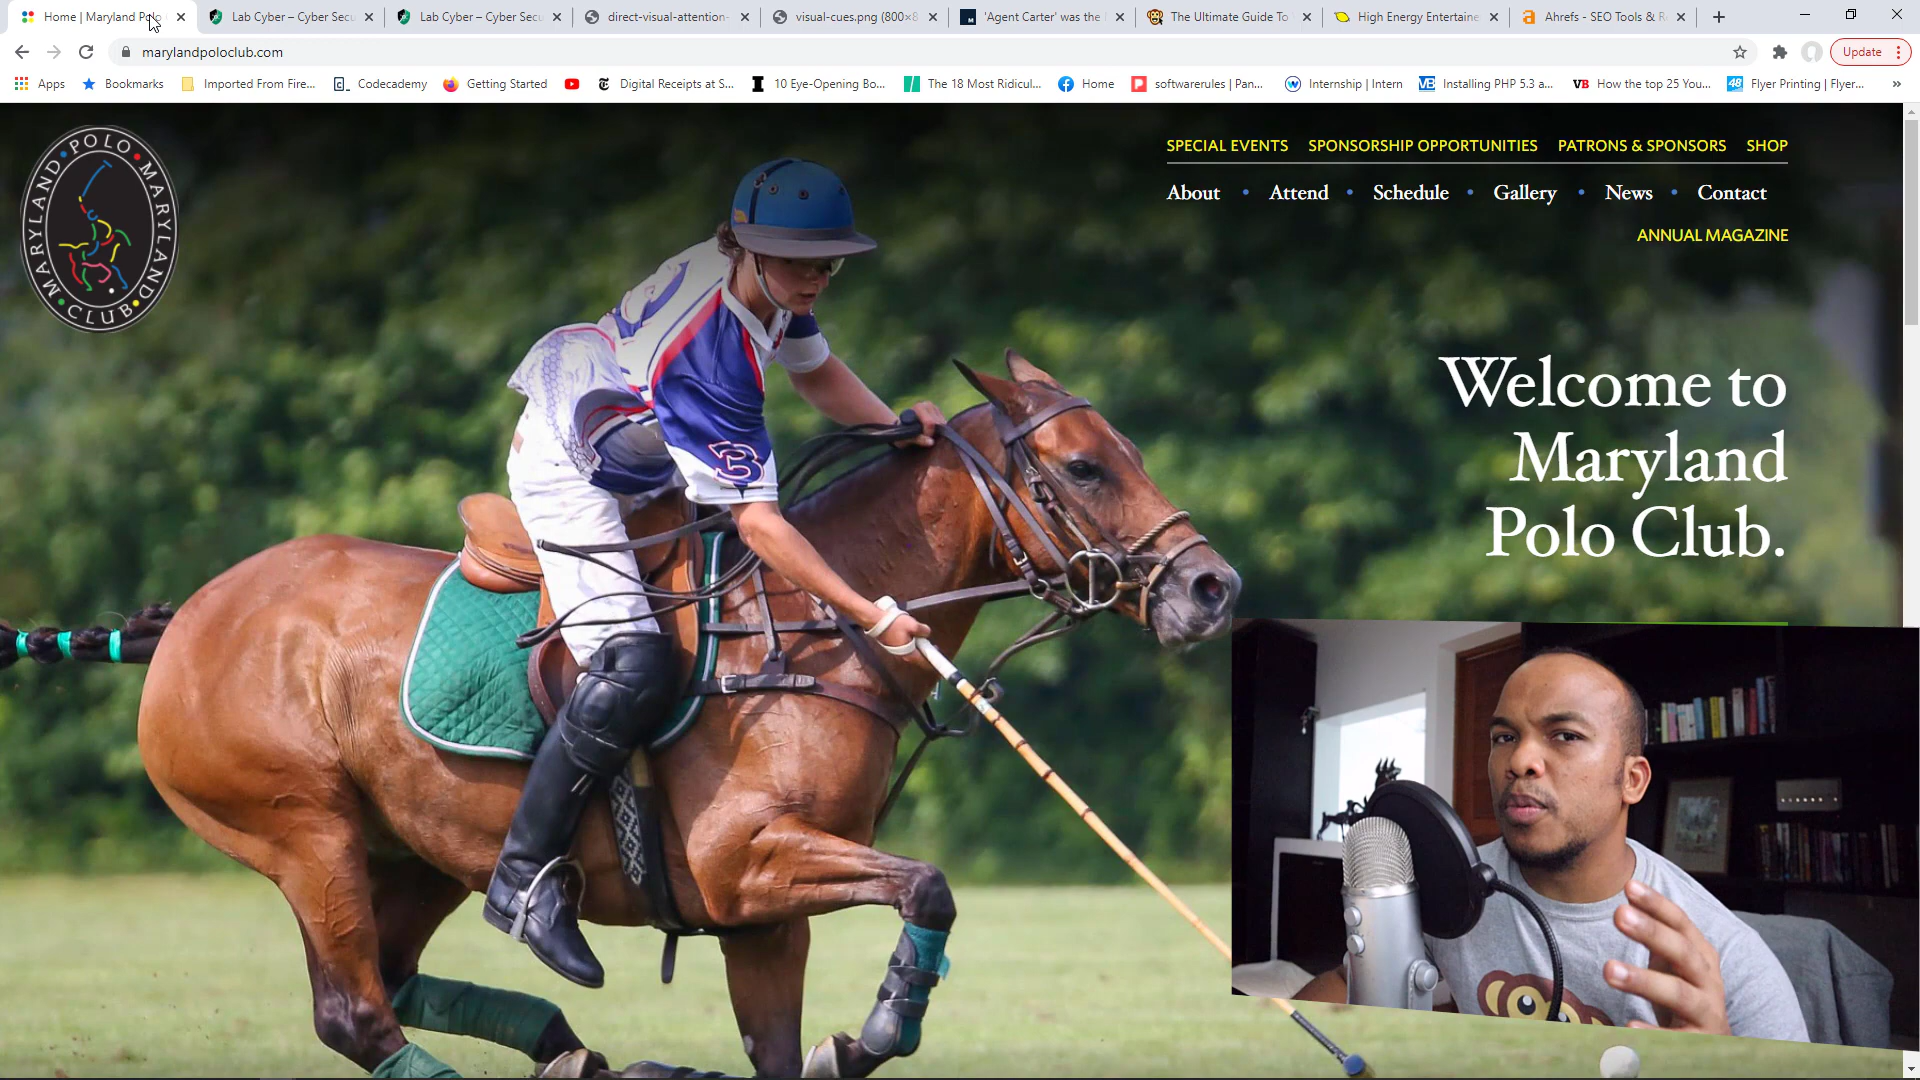 Home | Maryland Polo
Lab Cyber – Cyber Secu
Lab Cyber – Cyber Secu
direct-visual-attention-
visual-cues.png (800×8
'Agent Carter' was the
The Ultimate Guide To
High Energy Entertaine
Ahrefs - SEO Tools & R
marylandpoloclub.com
Update
Apps
Bookmarks
Imported From Fire...
Codecademy
Getting Started
Digital Receipts at S...
10 Eye-Opening Bo...
The 18 Most Ridicul...
Home
softwarerules | Pan...
Internship | Intern
Installing PHP 5.3 a...
How the top 25 You...
Flyer Printing | Flyer...
MARYLAND • POLO • MARYLAND • CLUB •
SPECIAL EVENTS SPONSORSHIP OPPORTUNITIES PATRONS & SPONSORS SHOP
About • Attend • Schedule • Gallery • News • Contact
ANNUAL MAGAZINE
Welcome to
Maryland
Polo Club.
3